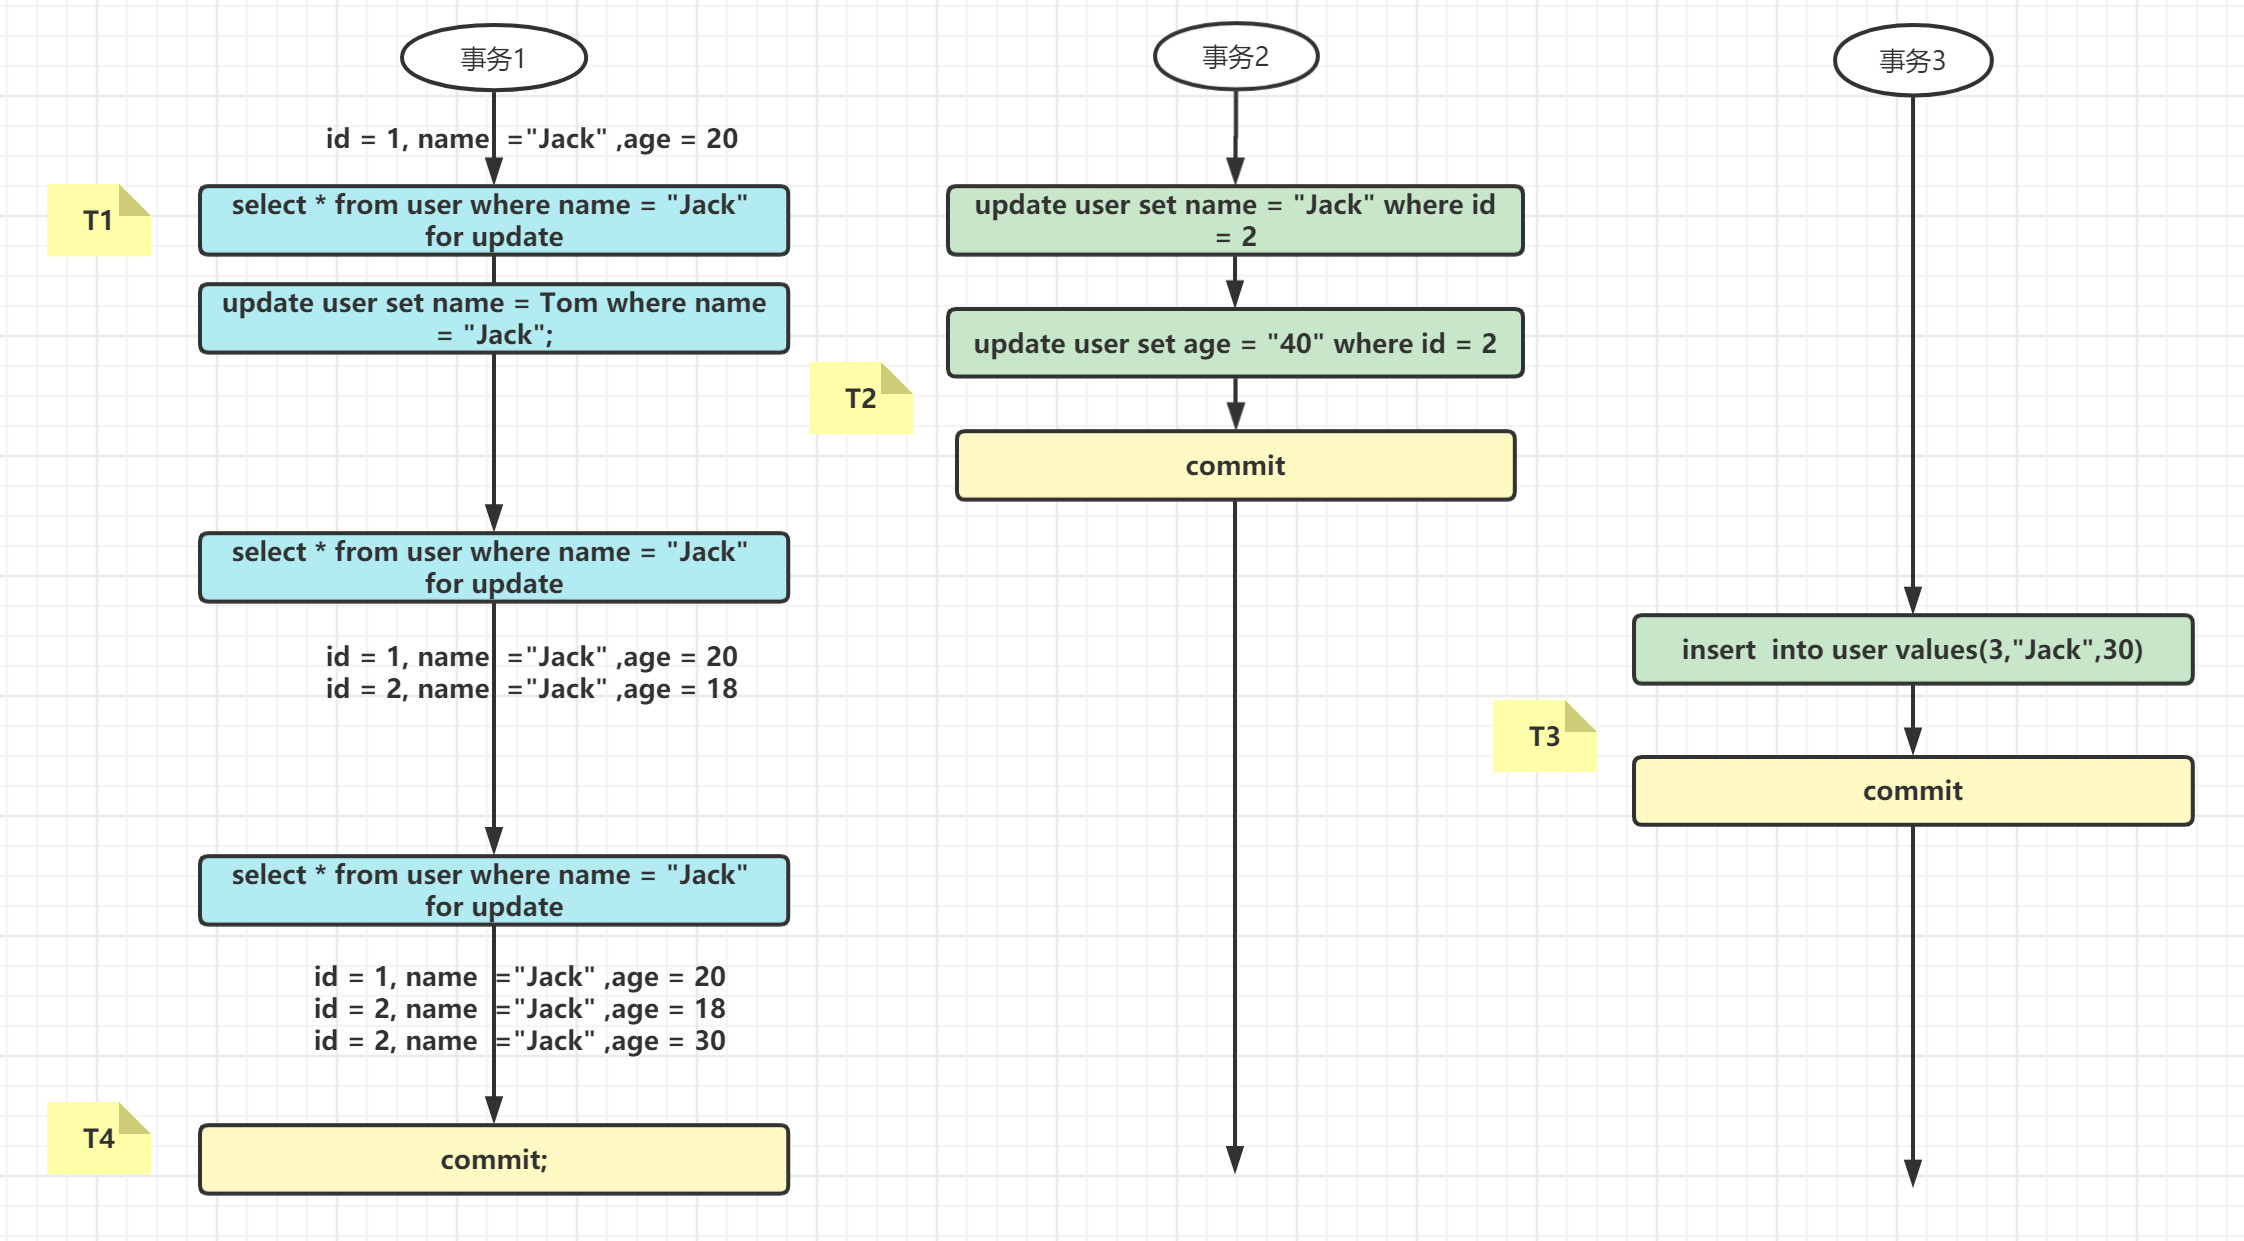 事务1
id = 1, name  ="Jack" ,age = 20
T1
select * from user where name = "Jack"
for update
update user set name = Tom where name
= "Jack";
select * from user where name = "Jack"
for update
id = 1, name  ="Jack" ,age = 20
id = 2, name  ="Jack" ,age = 18
select * from user where name = "Jack"
for update
id = 1, name  ="Jack" ,age = 20
id = 2, name  ="Jack" ,age = 18
id = 2, name  ="Jack" ,age = 30
T4
commit;
事务2
update user set name = "Jack" where id
= 2
update user set age = "40" where id = 2
T2
commit
事务3
insert  into user values(3,"Jack",30)
T3
commit